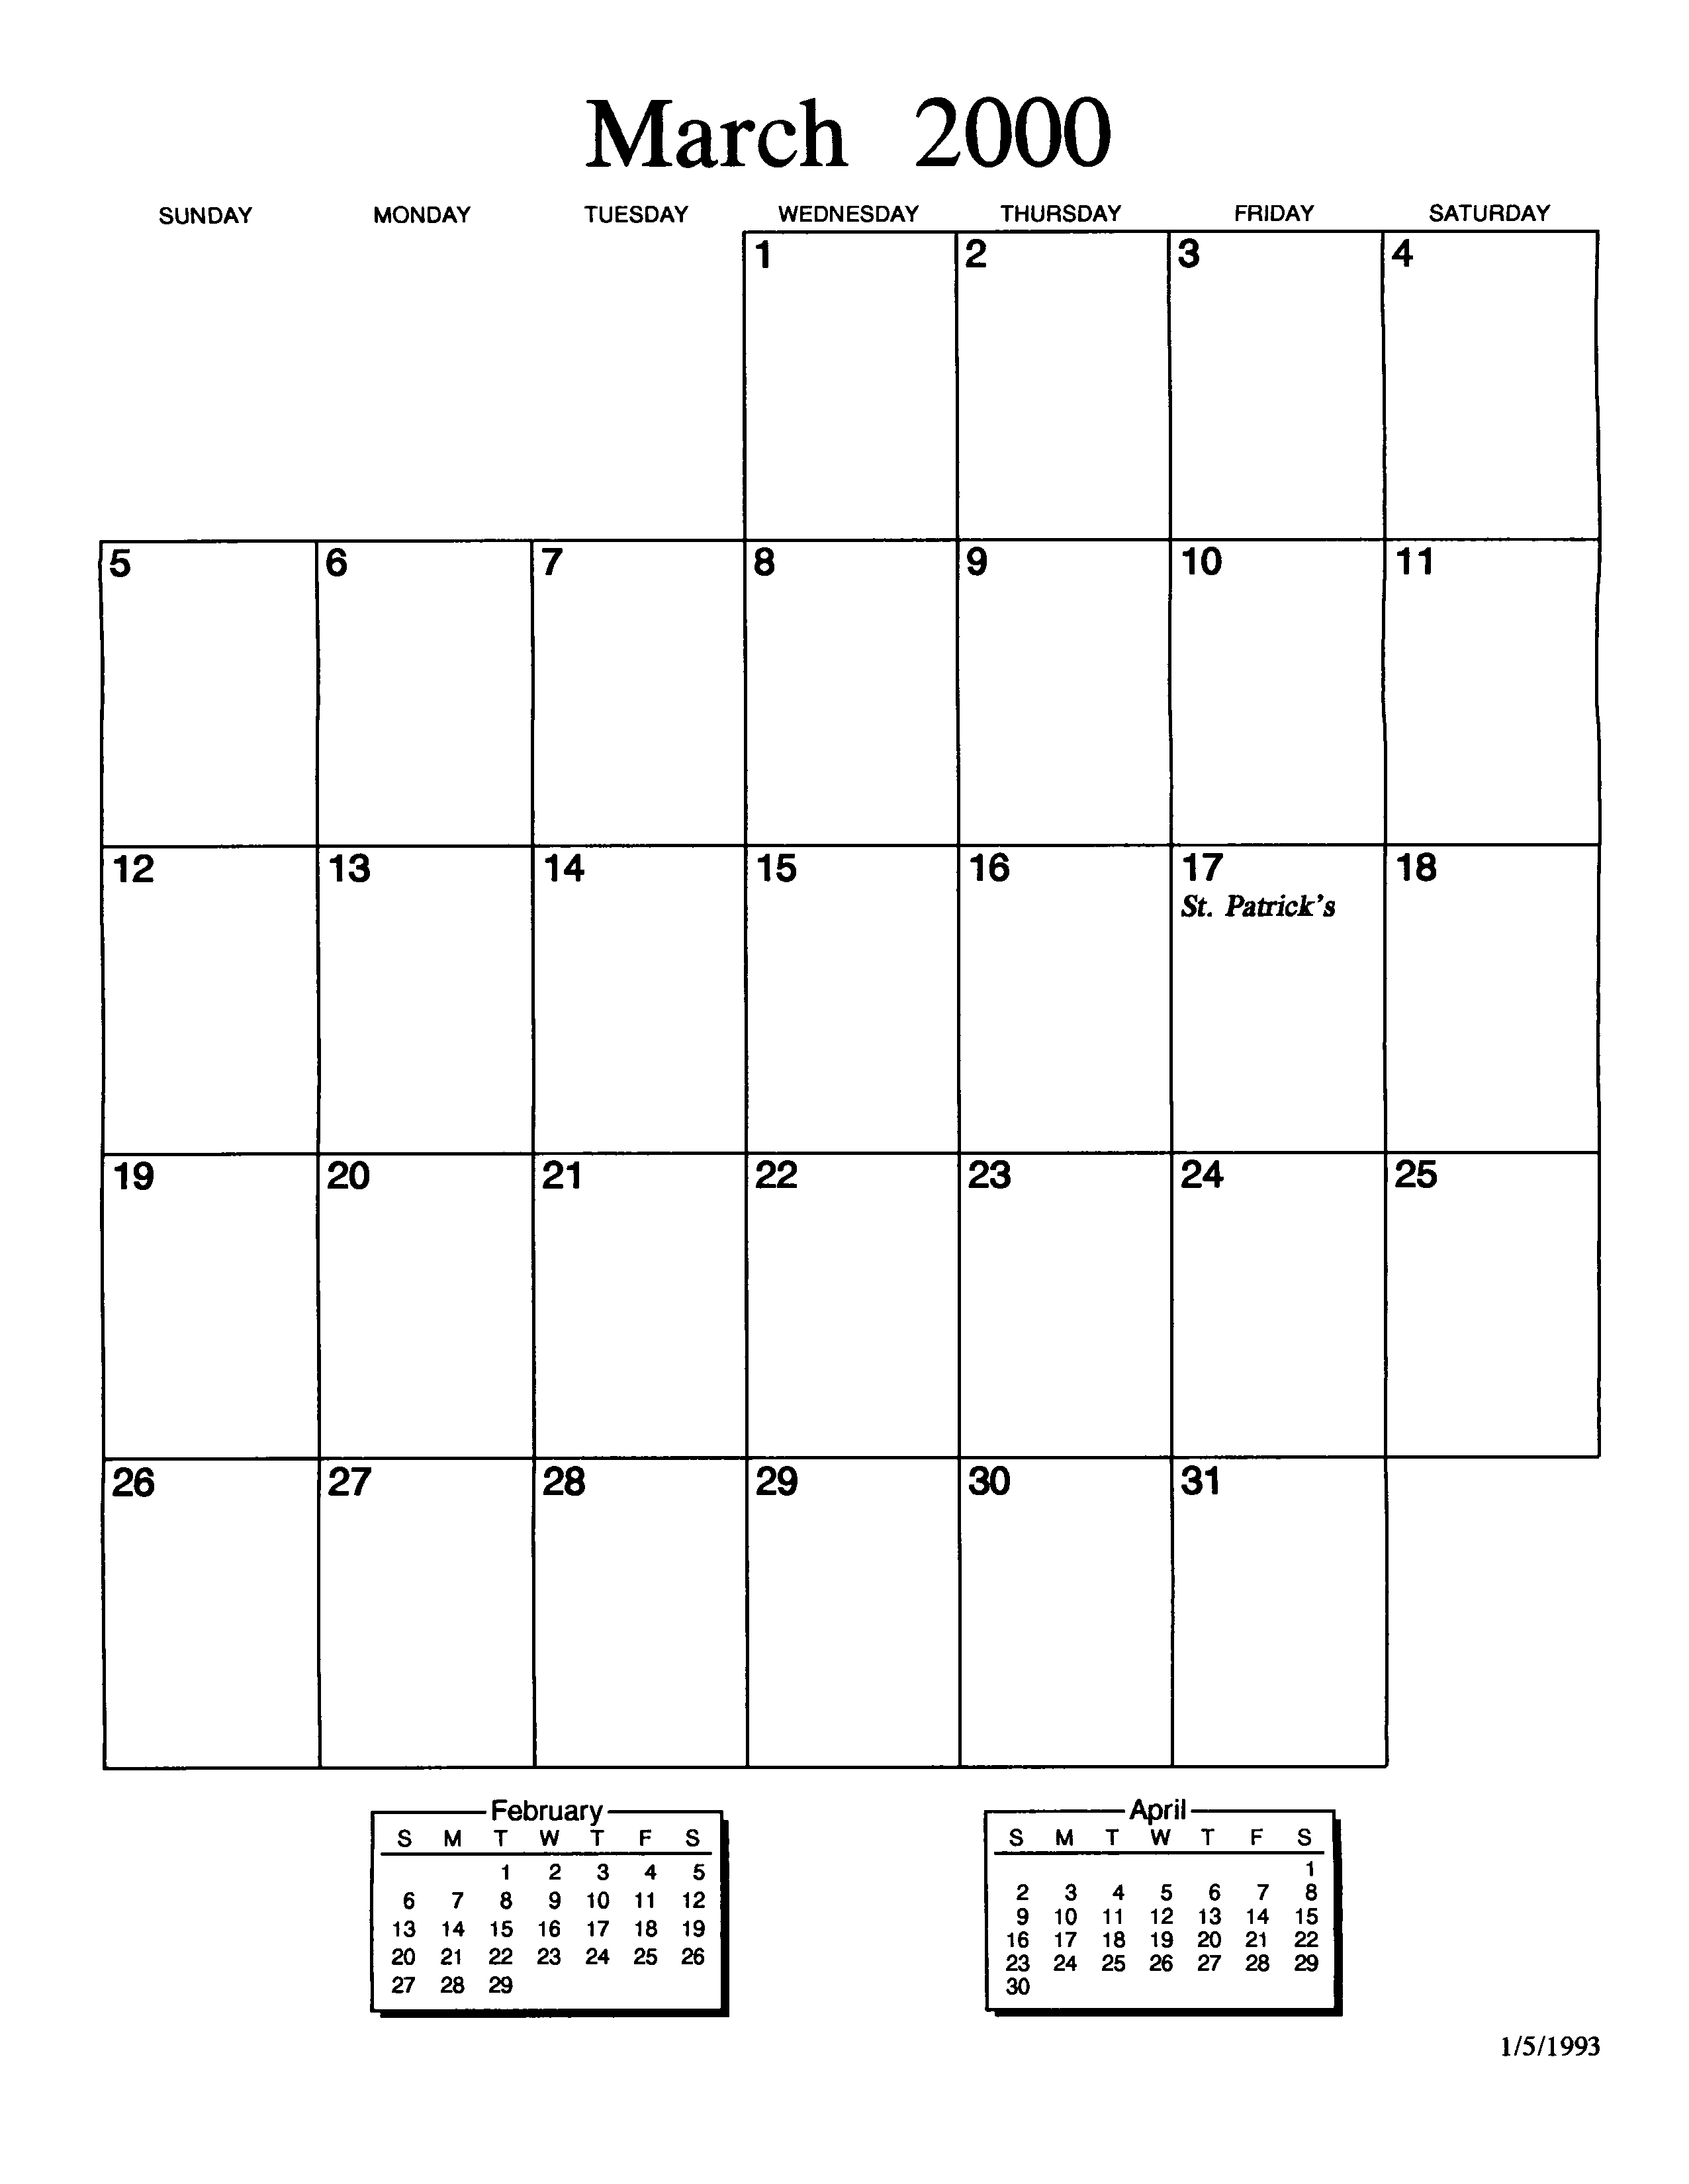 March 2000
SUNDAY MONDAY TUESDAY WEDNESDAY THURSDAY FRIDAY SATURDAY
1 2 3 4
5 6 7 8 9 10 11
12 13 14 15 16 17 18
St. Patrick's
19 20 21 22 23 24 25
26 27 28 29 30 31
February
S M T W T F S
1 2 3 4 5
6 7 8 9 10 11 12
13 14 15 16 17 18 19
20 21 22 23 24 25 26
27 28 29
April
S M T W T F S
1
2 3 4 5 6 7 8
9 10 11 12 13 14 15
16 17 18 19 20 21 22
23 24 25 26 27 28 29
30
1/5/1993